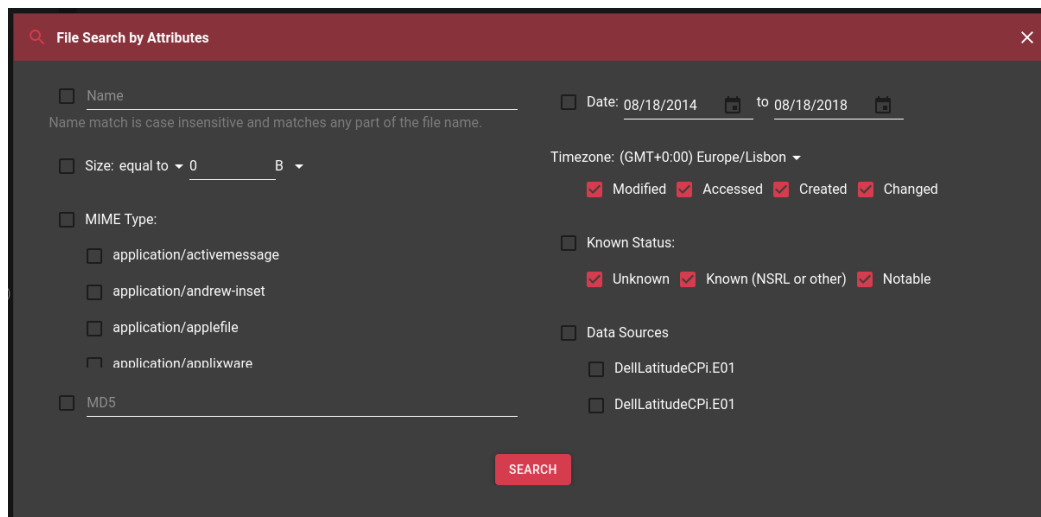 File Search by Attributes
Name
Name match is case insensitive and matches any part of the file name.
Size: equal to 0 B
MIME Type:
application/activemessage
application/andrew-inset
application/applefile
application/applixware
MD5
Date: 08/18/2014 to 08/18/2018
Timezone: (GMT+0:00) Europe/Lisbon
Modified Accessed Created Changed
Known Status:
Unknown Known (NSRL or other) Notable
Data Sources
DellLatitudeCPi.E01
DellLatitudeCPi.E01
SEARCH